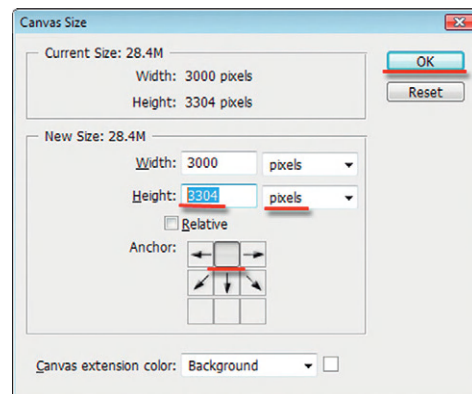 Canvas Size
Current Size: 28.4M
OK
Width: 3000 pixels
Reset
Height: 3304 pixels
New Size: 28.4M
Width: 3000 pixels
Height: 3304 pixels
Relative
Anchor:
Canvas extension color: Background